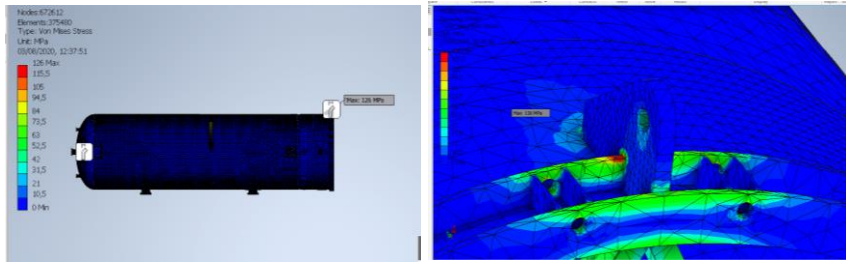 Nodes:672612
Elements:375480
Type: Von Mises Stress
Unit: MPa
03/08/2020, 12:37:51
126 Max
115,5
105
94,5
84
73,5
63
52,5
42
31,5
21
10,5
0 Min
Max: 126 MPa
Max: 126 MPa